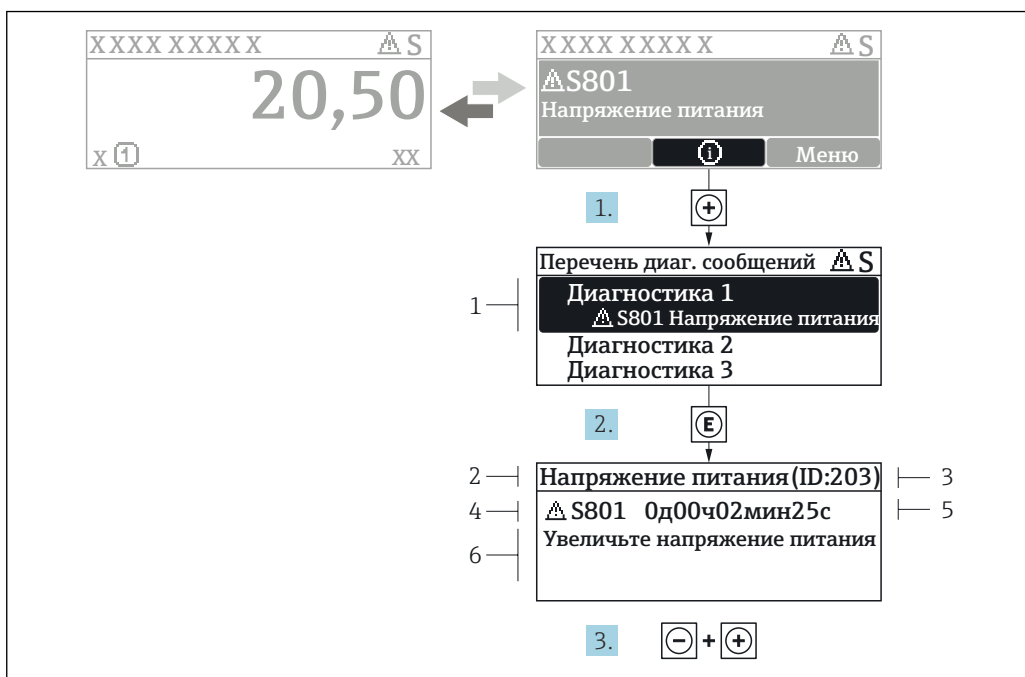 XXXX XXXXX ⚠ S
20,50
x ① XX
XXXX XXXXX ⚠ S
⚠ S801
Напряжение питания
ⓘ Меню
1. +
Перечень диаг. сообщений ⚠ S
1
Диагностика 1
⚠ S801 Напряжение питания
Диагностика 2
Диагностика 3
2. E
2 Напряжение питания (ID:203) 3
4 ⚠ S801 0д00ч02мин25с 5
6 Увеличьте напряжение питания
3. − + +